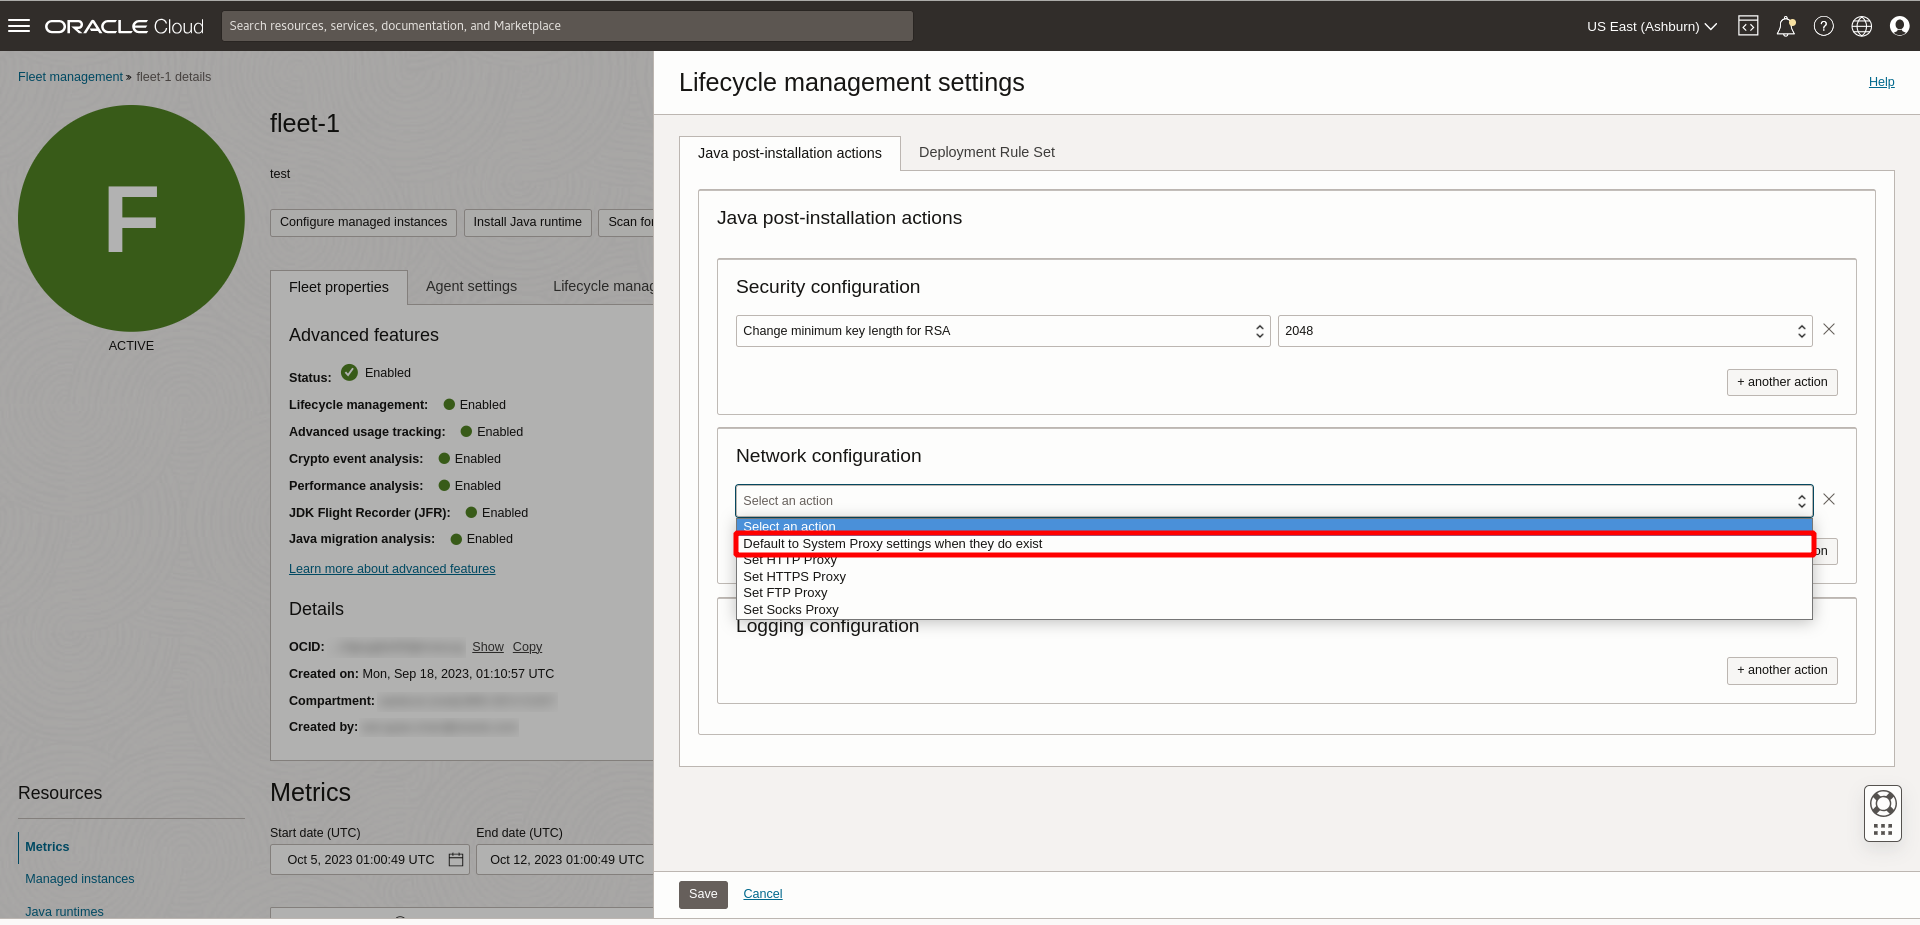 ORACLE Cloud
Search resources, services, documentation, and Marketplace
US East (Ashburn)
Fleet management » fleet-1 details
F
ACTIVE
fleet-1
test
Configure managed instances
Install Java runtime
Scan for
Fleet properties
Agent settings
Lifecycle manag
Advanced features
Status: Enabled
Lifecycle management: Enabled
Advanced usage tracking: Enabled
Crypto event analysis: Enabled
Performance analysis: Enabled
JDK Flight Recorder (JFR): Enabled
Java migration analysis: Enabled
Learn more about advanced features
Details
OCID: Show Copy
Created on: Mon, Sep 18, 2023, 01:10:57 UTC
Compartment:
Created by:
Resources
Metrics
Managed instances
Java runtimes
Metrics
Start date (UTC)
End date (UTC)
Oct 5, 2023 01:00:49 UTC
Oct 12, 2023 01:00:49 UTC
Lifecycle management settings
Help
Java post-installation actions
Deployment Rule Set
Java post-installation actions
Security configuration
Change minimum key length for RSA
2048
+ another action
Network configuration
Select an action
Select an action
Default to System Proxy settings when they do exist
Set HTTP Proxy
Set HTTPS Proxy
Set FTP Proxy
Set Socks Proxy
on
Logging configuration
+ another action
Save
Cancel